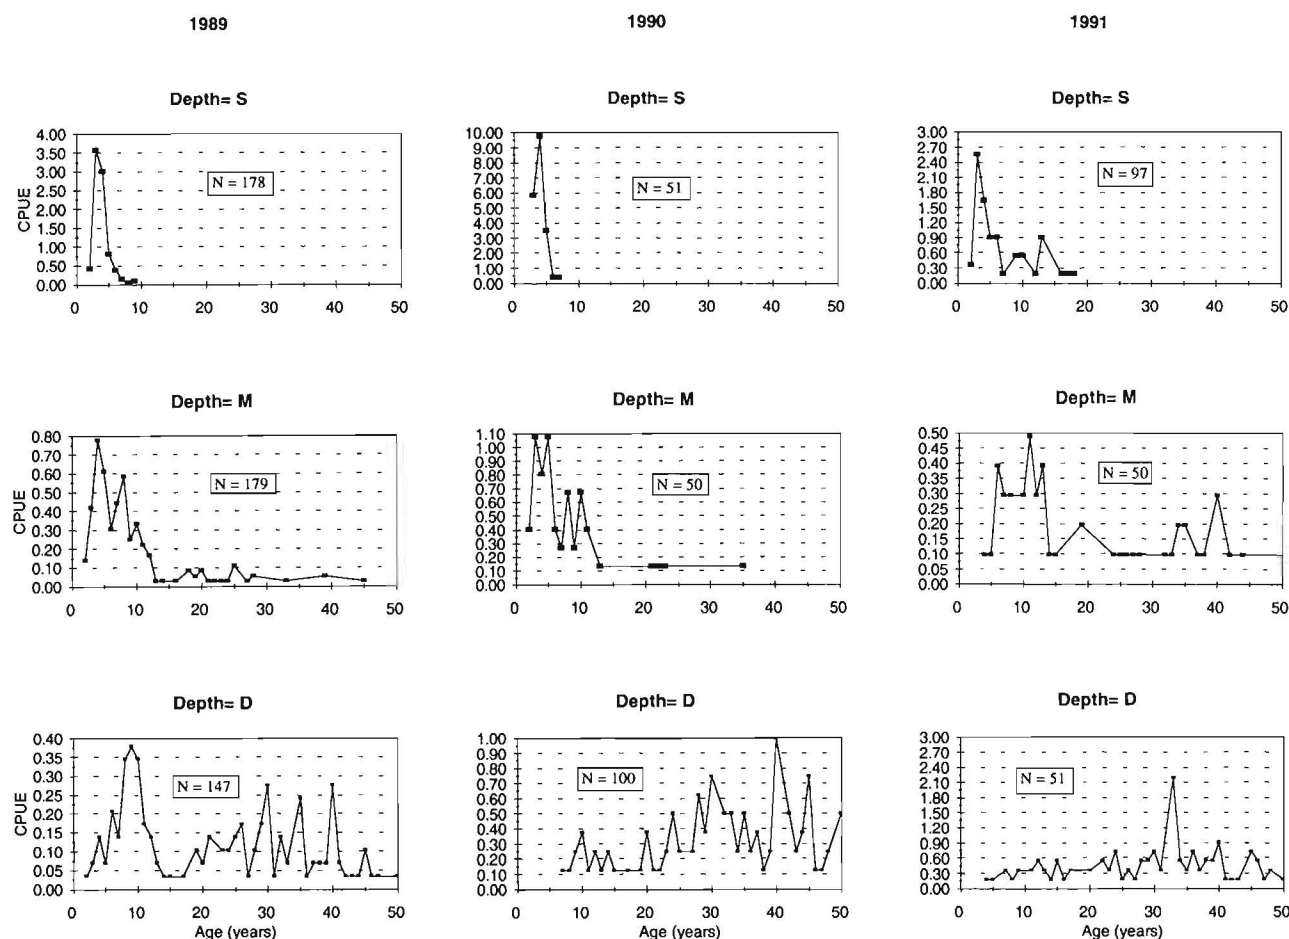 1989
1990
1991
Depth= S
Depth= S
Depth= S
4.00
3.50
3.00
2.50
2.00
1.50
1.00
0.50
0.00
CPUE
N = 178
0 10 20 30 40 50
10.00
9.00
8.00
7.00
6.00
5.00
4.00
3.00
2.00
1.00
0.00
N = 51
0 10 20 30 40 50
3.00
2.70
2.40
2.10
1.80
1.50
1.20
0.90
0.60
0.30
0.00
N = 97
0 10 20 30 40 50
Depth= M
Depth= M
Depth= M
0.80
0.70
0.60
0.50
0.40
0.30
0.20
0.10
0.00
CPUE
N = 179
0 10 20 30 40 50
1.10
1.00
0.90
0.80
0.70
0.60
0.50
0.40
0.30
0.20
0.10
0.00
N = 50
0 10 20 30 40 50
0.50
0.45
0.40
0.35
0.30
0.25
0.20
0.15
0.10
0.05
0.00
N = 50
0 10 20 30 40 50
Depth= D
Depth= D
Depth= D
0.40
0.35
0.30
0.25
0.20
0.15
0.10
0.05
0.00
CPUE
N = 147
0 10 20 30 40 50
Age (years)
1.00
0.90
0.80
0.70
0.60
0.50
0.40
0.30
0.20
0.10
0.00
N = 100
0 10 20 30 40 50
Age (years)
3.00
2.70
2.40
2.10
1.80
1.50
1.20
0.90
0.60
0.30
0.00
N = 51
0 10 20 30 40 50
Age (years)